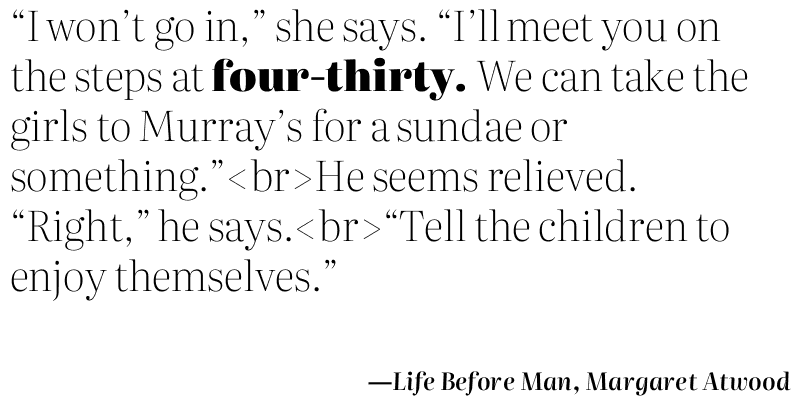 “I won’t go in,” she says. “I’ll meet you on
the steps at four-thirty. We can take the
girls to Murray’s for a sundae or
something.”<br>He seems relieved.
“Right,” he says.<br>“Tell the children to
enjoy themselves.”
—Life Before Man, Margaret Atwood